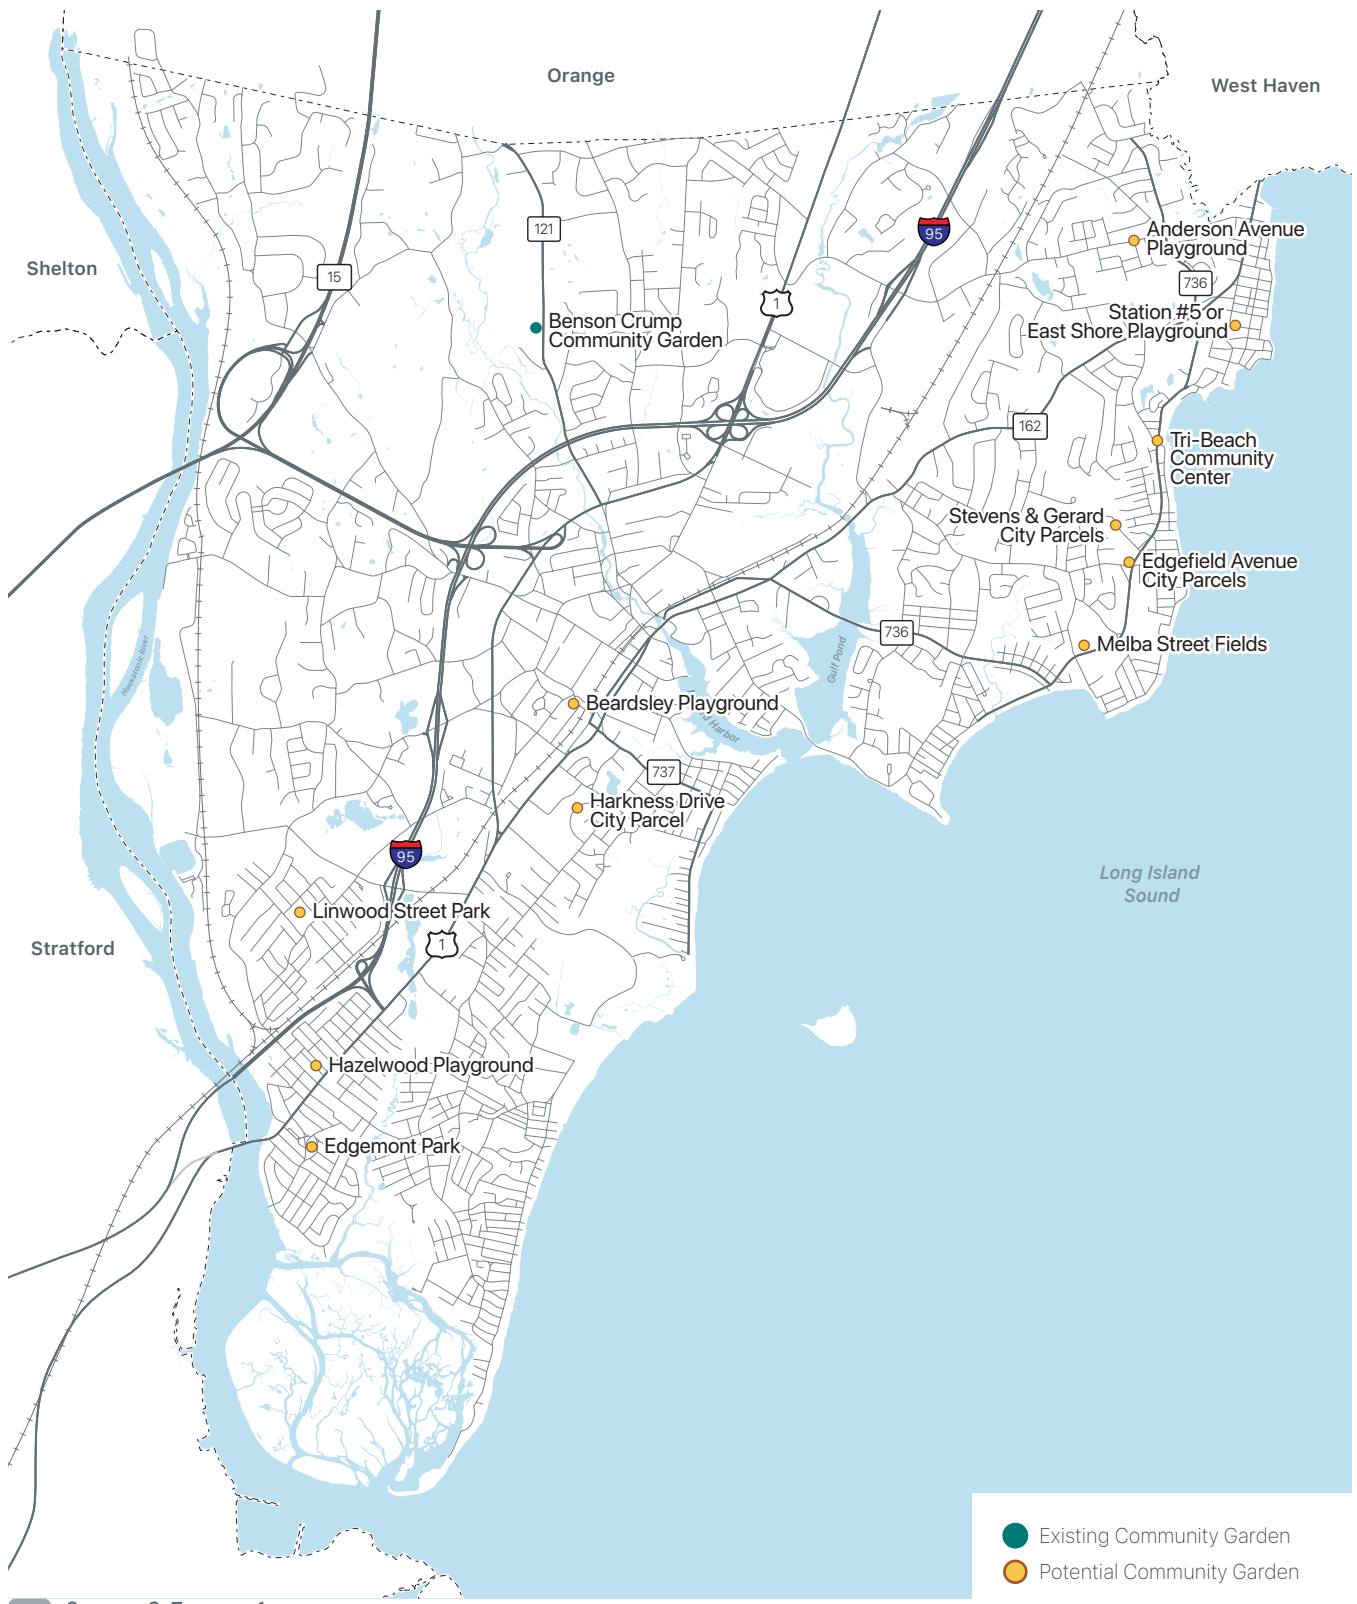 Orange
West Haven
Shelton
121
95
Anderson Avenue
Playground
15
736
1
Station #5 or
East Shore Playground
Benson Crump
Community Garden
162
Tri-Beach
Community
Center
Stevens & Gerard
City Parcels
Edgefield Avenue
City Parcels
736
Housatonic River
Gulf Pond
Melba Street Fields
Beardsley Playground
Harbor
737
Harkness Drive
City Parcel
95
Long Island
Sound
Linwood Street Park
1
Stratford
Hazelwood Playground
Edgemont Park
Existing Community Garden
Potential Community Garden